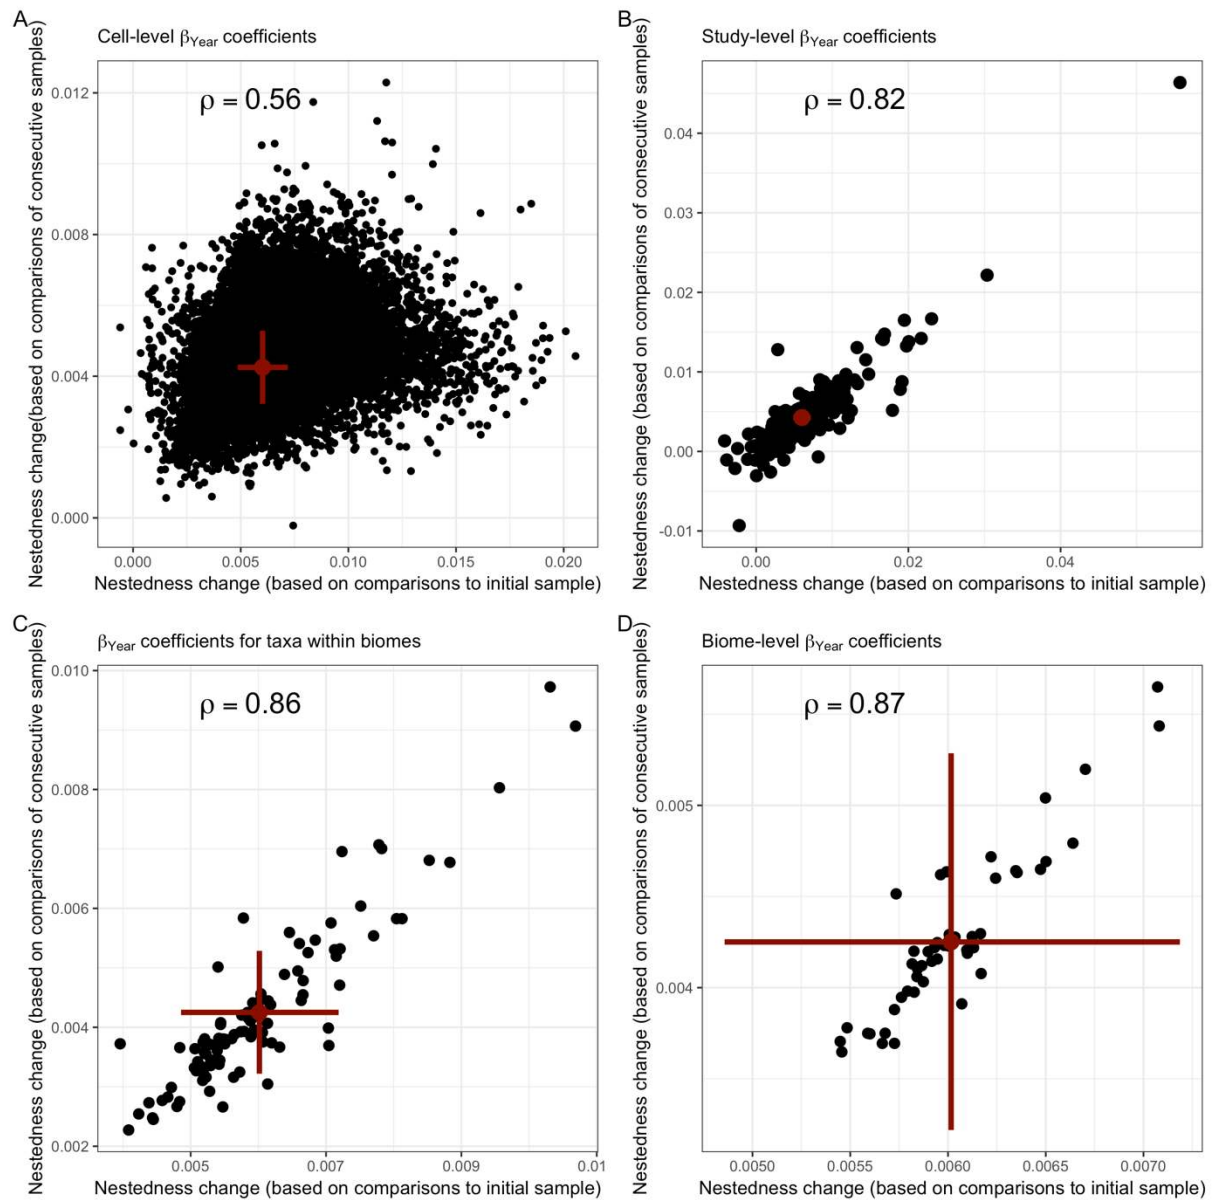 A
Cell-level βYear coefficients
Nestedness change(based on comparisons of consecutive samples)
ρ = 0.56
0.012
0.008
0.004
0.000
0.000 0.005 0.010 0.015 0.020
Nestedness change (based on comparisons to initial sample)
B
Study-level βYear coefficients
Nestedness change (based on comparisons of consecutive samples)
ρ = 0.82
0.04
0.03
0.02
0.01
0.00
-0.01
0.00 0.02 0.04
Nestedness change (based on comparisons to initial sample)
C
βYear coefficients for taxa within biomes
Nestedness change (based on comparisons of consecutive samples)
ρ = 0.86
0.010
0.008
0.006
0.004
0.002
0.005 0.007 0.009 0.01
Nestedness change (based on comparisons to initial sample)
D
Biome-level βYear coefficients
Nestedness change (based on comparisons of consecutive samples)
ρ = 0.87
0.005
0.004
0.0050 0.0055 0.0060 0.0065 0.0070
Nestedness change (based on comparisons to initial sample)